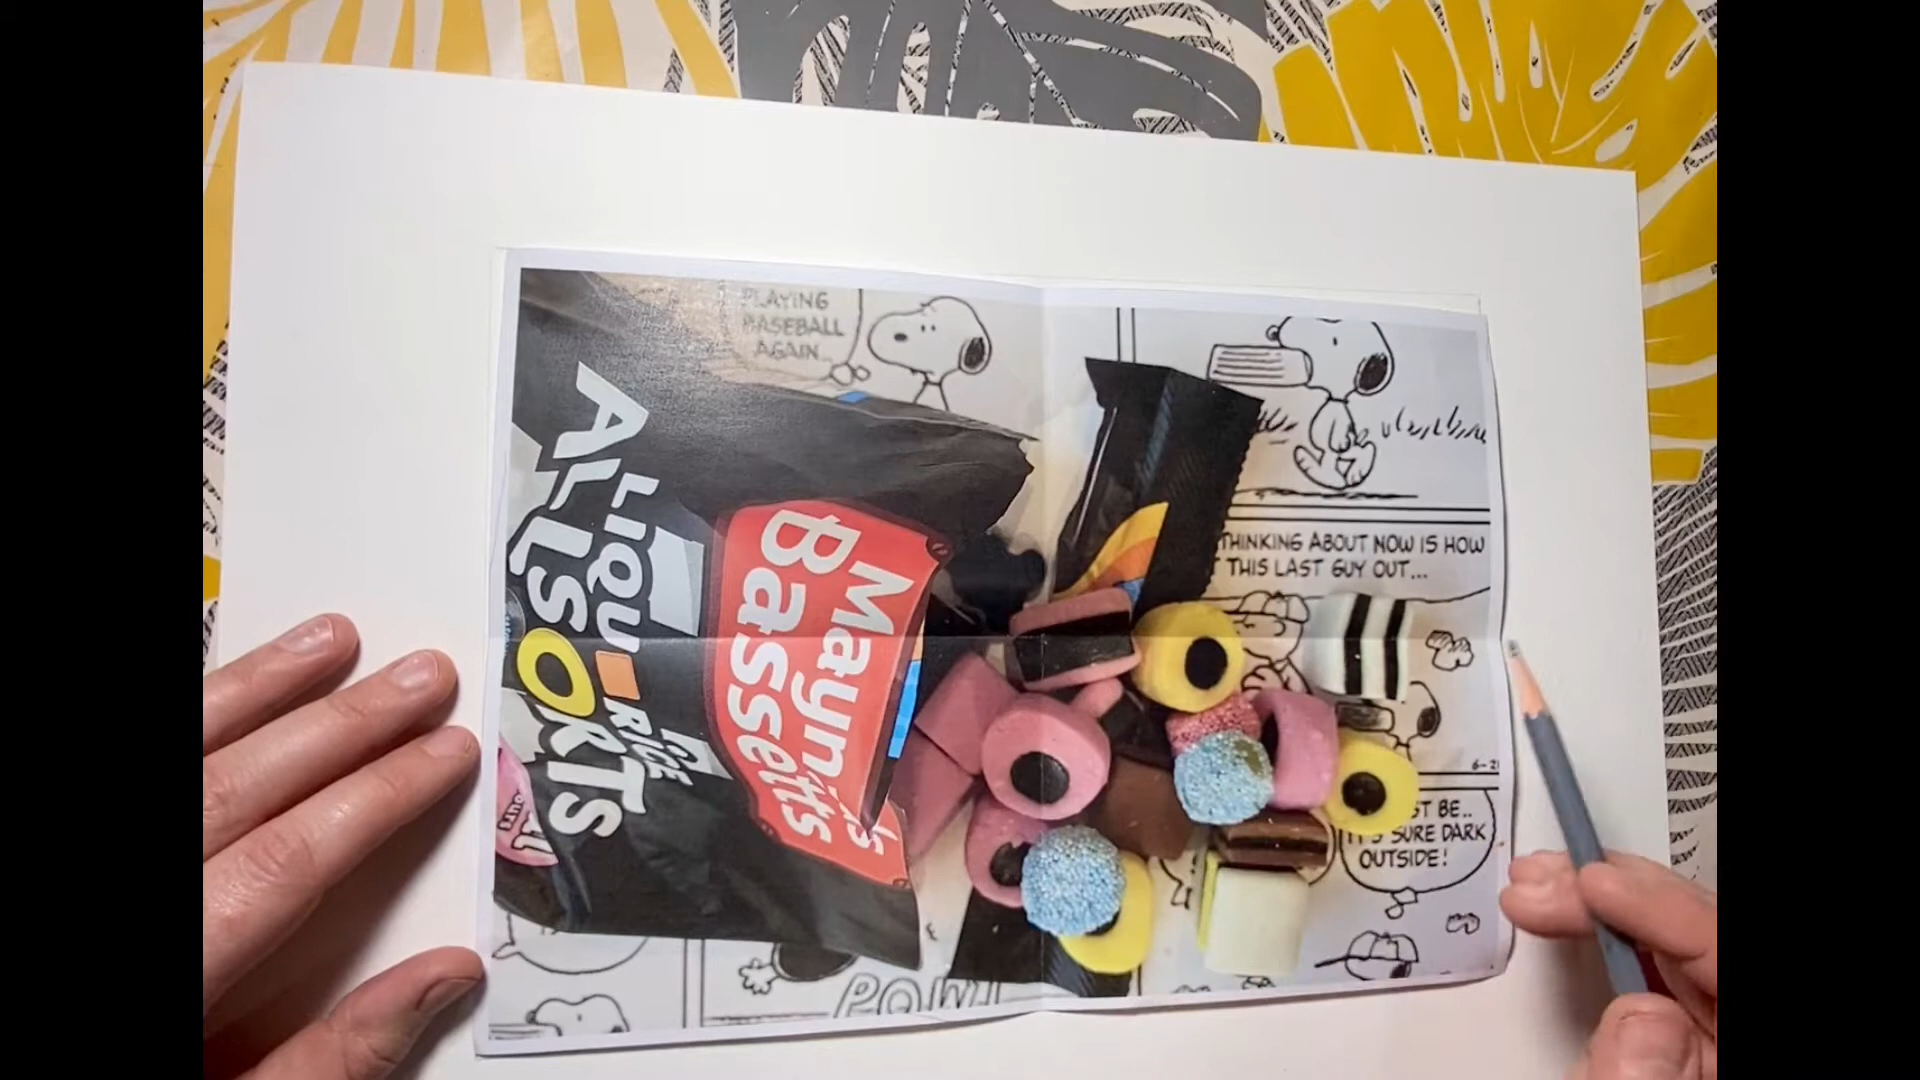 PLAYING
BASEBALL
AGAIN..
Maynards
Bassetts
LIQUORICE
ALLSORTS
THINKING ABOUT NOW IS HOW
THIS LAST GUY OUT...
6-21
ST BE..
IT'S SURE DARK
OUTSIDE!
POW!